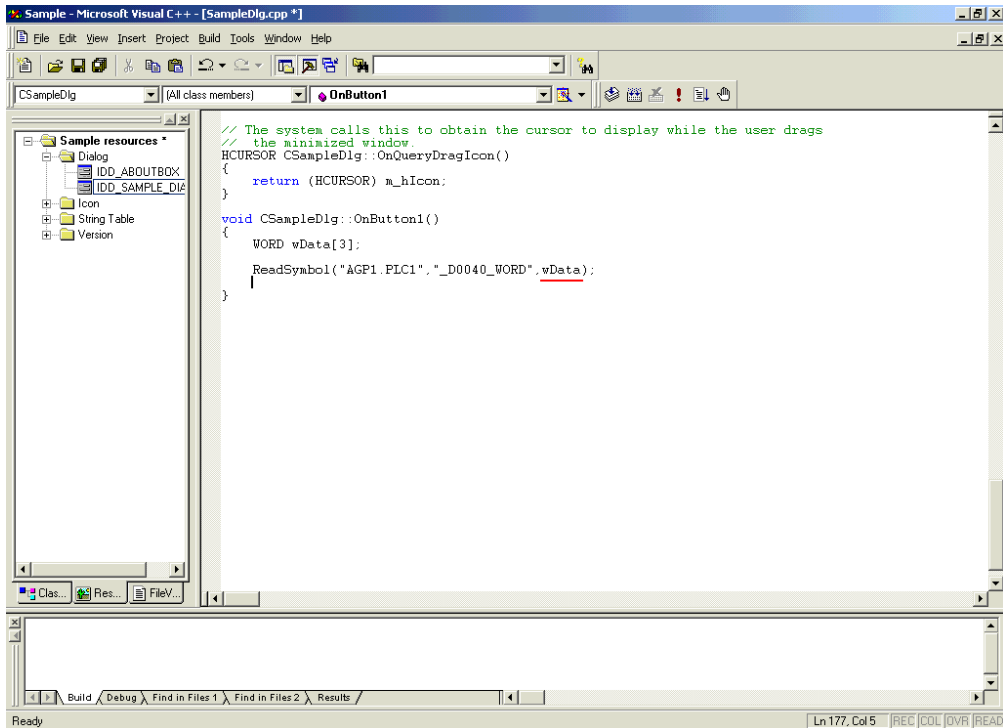 Sample - Microsoft Visual C++ - [SampleDlg.cpp *]
File Edit View Insert Project Build Tools Window Help
CSampleDlg (All class members) OnButton1
Sample resources *
Dialog
IDD_ABOUTBOX
IDD_SAMPLE_DIA
Icon
String Table
Version
Clas... Res... FileV...
// The system calls this to obtain the cursor to display while the user drags
//  the minimized window.
HCURSOR CSampleDlg::OnQueryDragIcon()
{
    return (HCURSOR) m_hIcon;
}
void CSampleDlg::OnButton1()
{
    WORD wData[3];
    ReadSymbol("AGP1.PLC1","_D0040_WORD",wData);
}
Build Debug Find in Files 1 Find in Files 2 Results
Ready Ln 177, Col 5 REC COL OVR READ